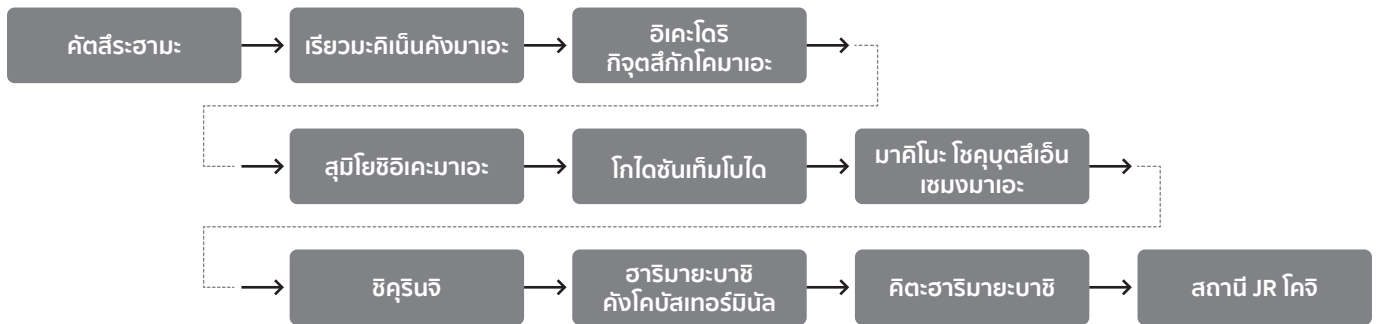 คัตสึระฮามะ
เรียวมะคิเน็นคังมาเอะ
อิเคะโดริ
กิจุตสึกักโคมาเอะ
สุมิโยชิอิเคะมาเอะ
โกไดซันเท็มโบได
มาคิโนะ โชคุบุตสึเอ็น
เซมงมาเอะ
ชิคุรินจิ
ฮาริมายะบาชิ
คังโคบัสเทอร์มินัล
คิตะฮาริมายะบาชิ
สถานี JR โคจิ